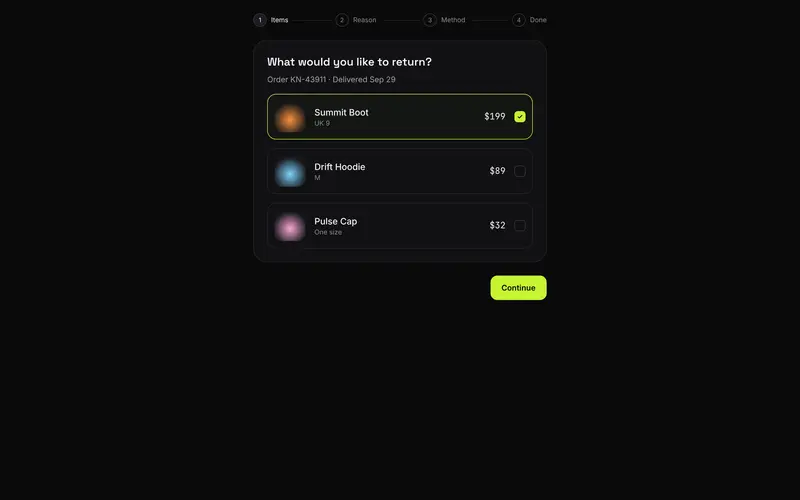 1 Items 2 Reason 3 Method 4 Done
What would you like to return?
Order KN-43911 · Delivered Sep 29
Summit Boot
UK 9
$199
Drift Hoodie
M
$89
Pulse Cap
One size
$32
Continue